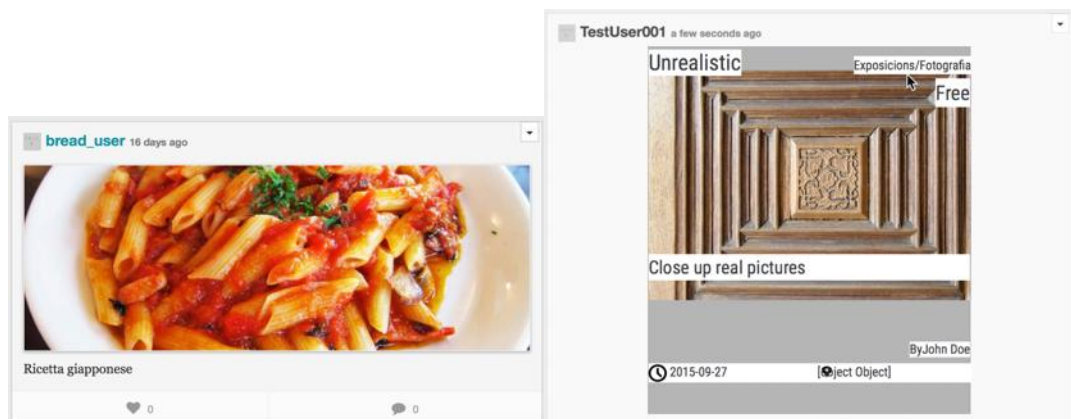 bread_user 16 days ago
Ricetta giapponese
0
0
TestUser001 a few seconds ago
Unrealistic
Exposicions/Fotografia
Free
Close up real pictures
ByJohn Doe
2015-09-27
[object Object]